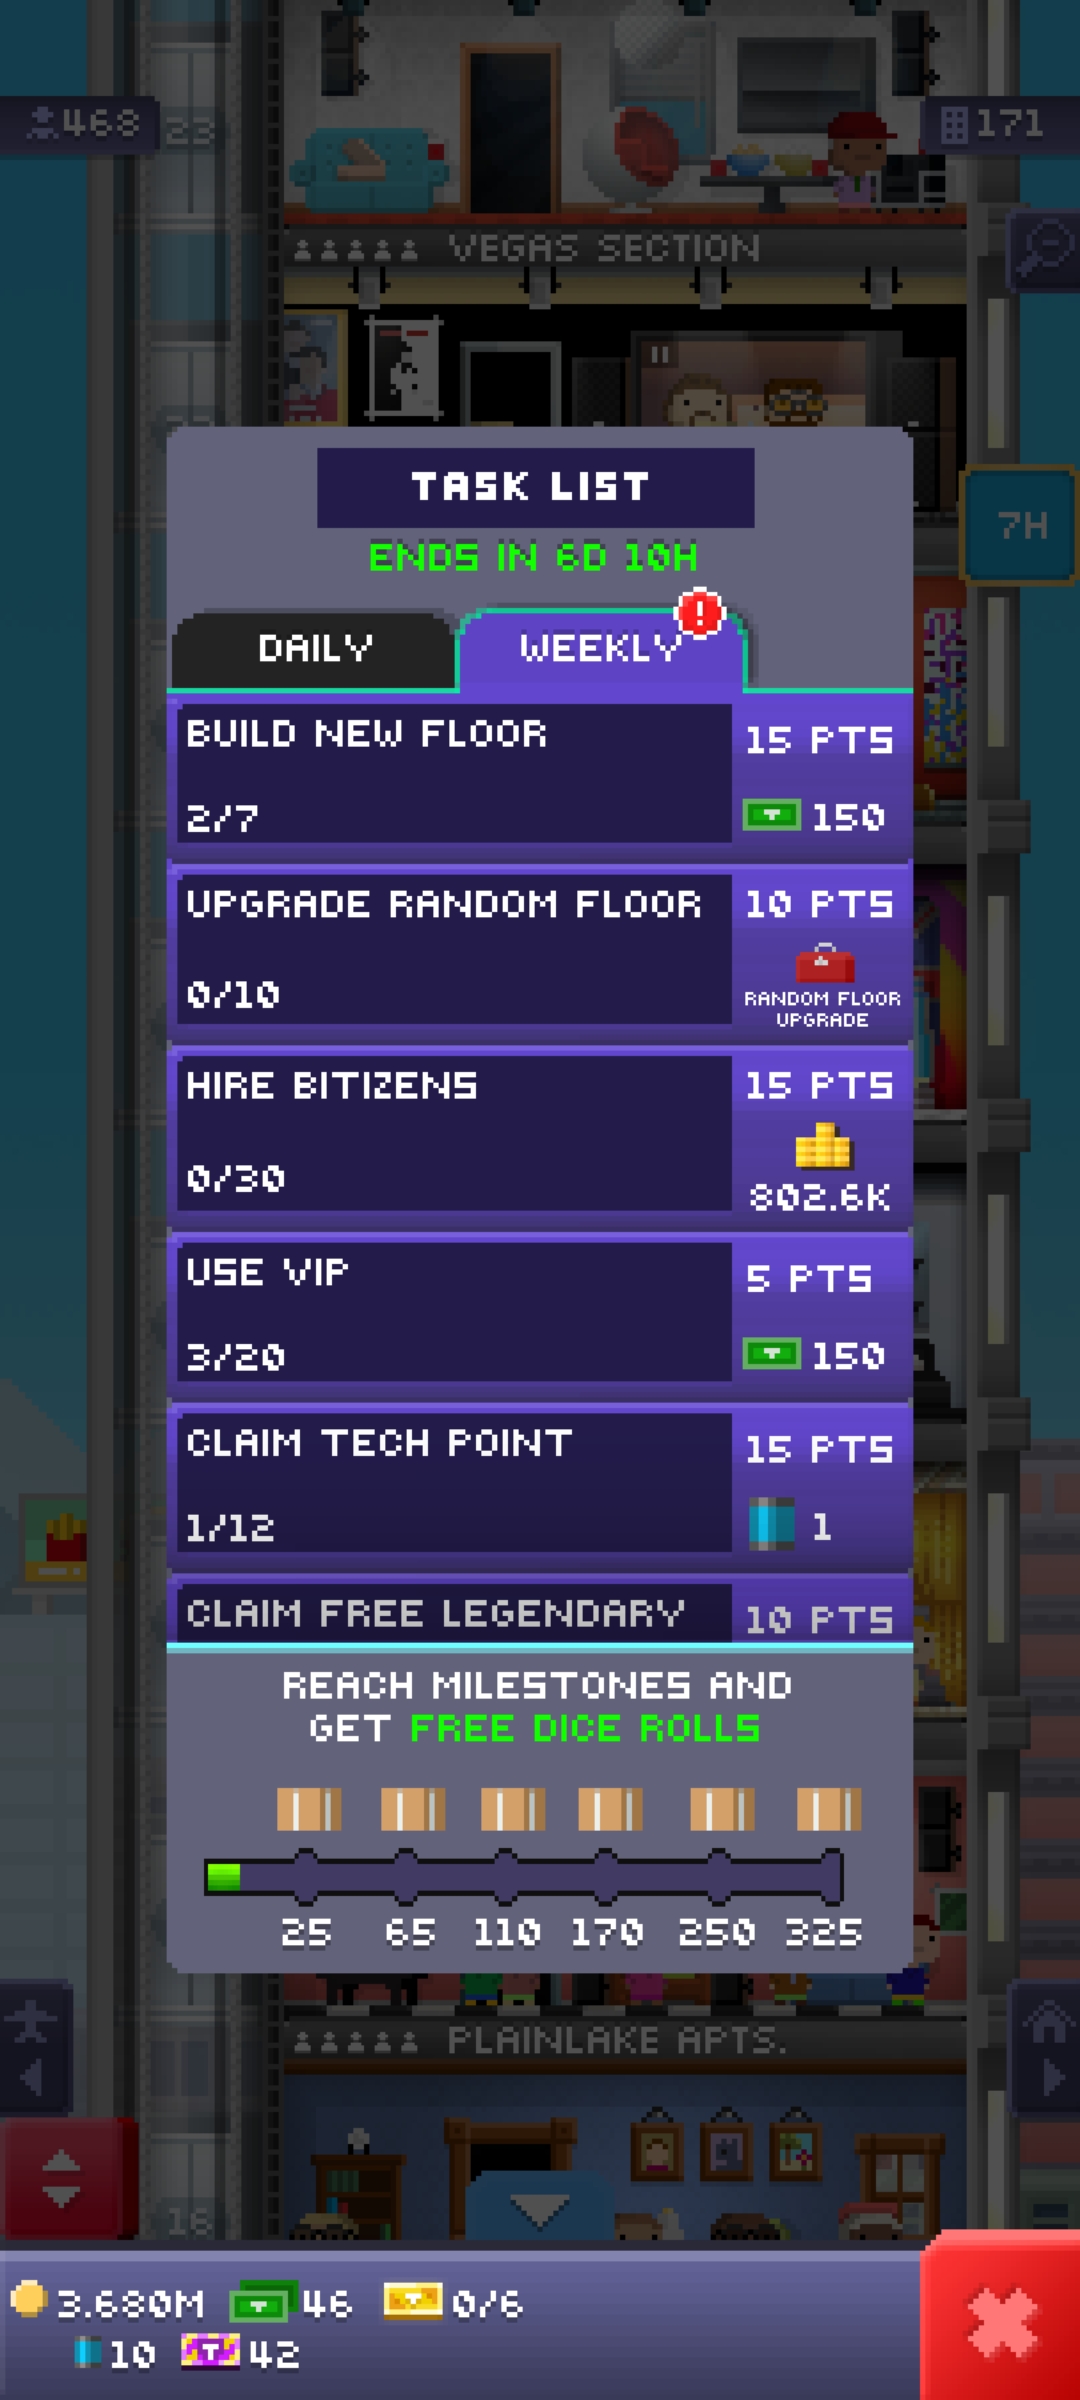 468
23
171
VEGAS SECTION
TASK LIST
ENDS IN 6D 10H
7H
DAILY
WEEKLY
!
BUILD NEW FLOOR
15 PTS
2/7
150
UPGRADE RANDOM FLOOR
10 PTS
0/10
RANDOM FLOOR
UPGRADE
HIRE BITIZENS
15 PTS
0/30
802.6K
USE VIP
5 PTS
3/20
150
CLAIM TECH POINT
15 PTS
1/12
1
CLAIM FREE LEGENDARY
10 PTS
REACH MILESTONES AND
GET FREE DICE ROLLS
25 65 110 170 250 325
PLAINLAKE APTS.
18
3.680M 46 0/6
10 42